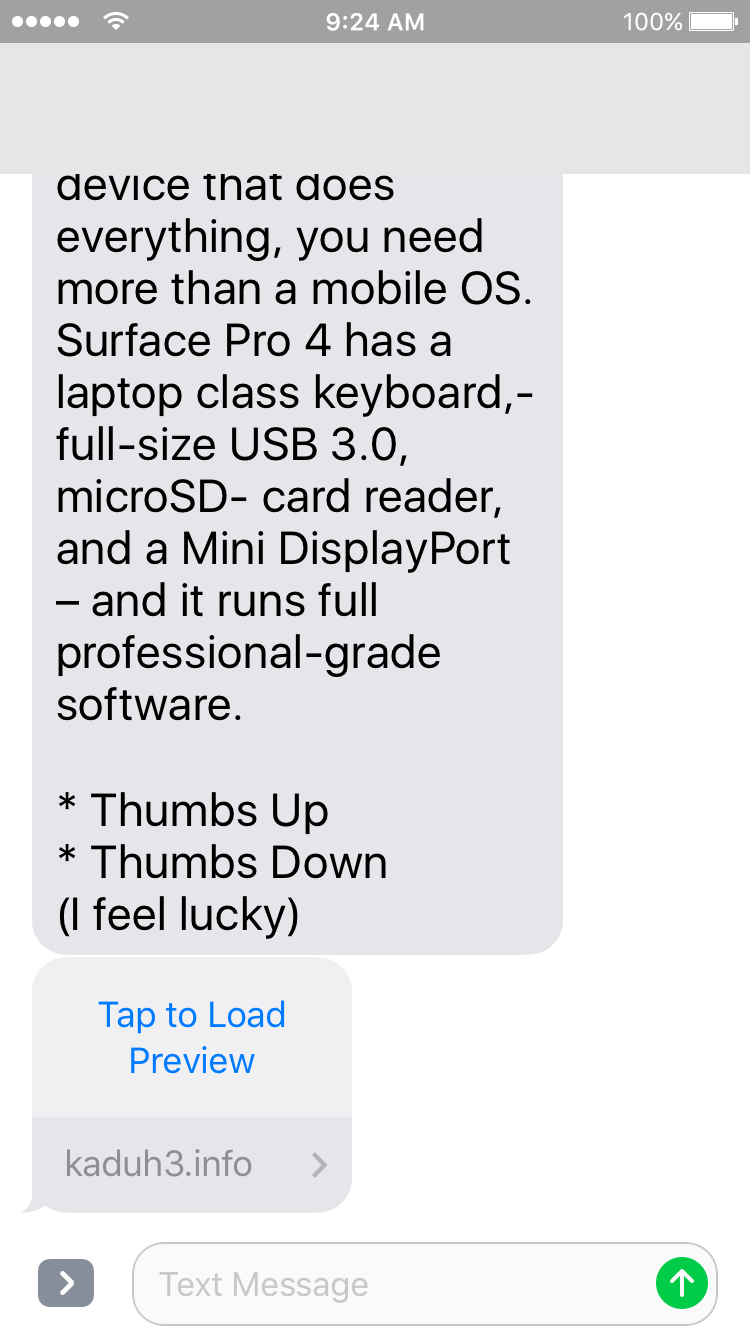 9:24 AM 100%
device that does
everything, you need
more than a mobile OS.
Surface Pro 4 has a
laptop class keyboard,-
full-size USB 3.0,
microSD- card reader,
and a Mini DisplayPort
– and it runs full
professional-grade
software.
* Thumbs Up
* Thumbs Down
(I feel lucky)
Tap to Load
Preview
kaduh3.info
Text Message